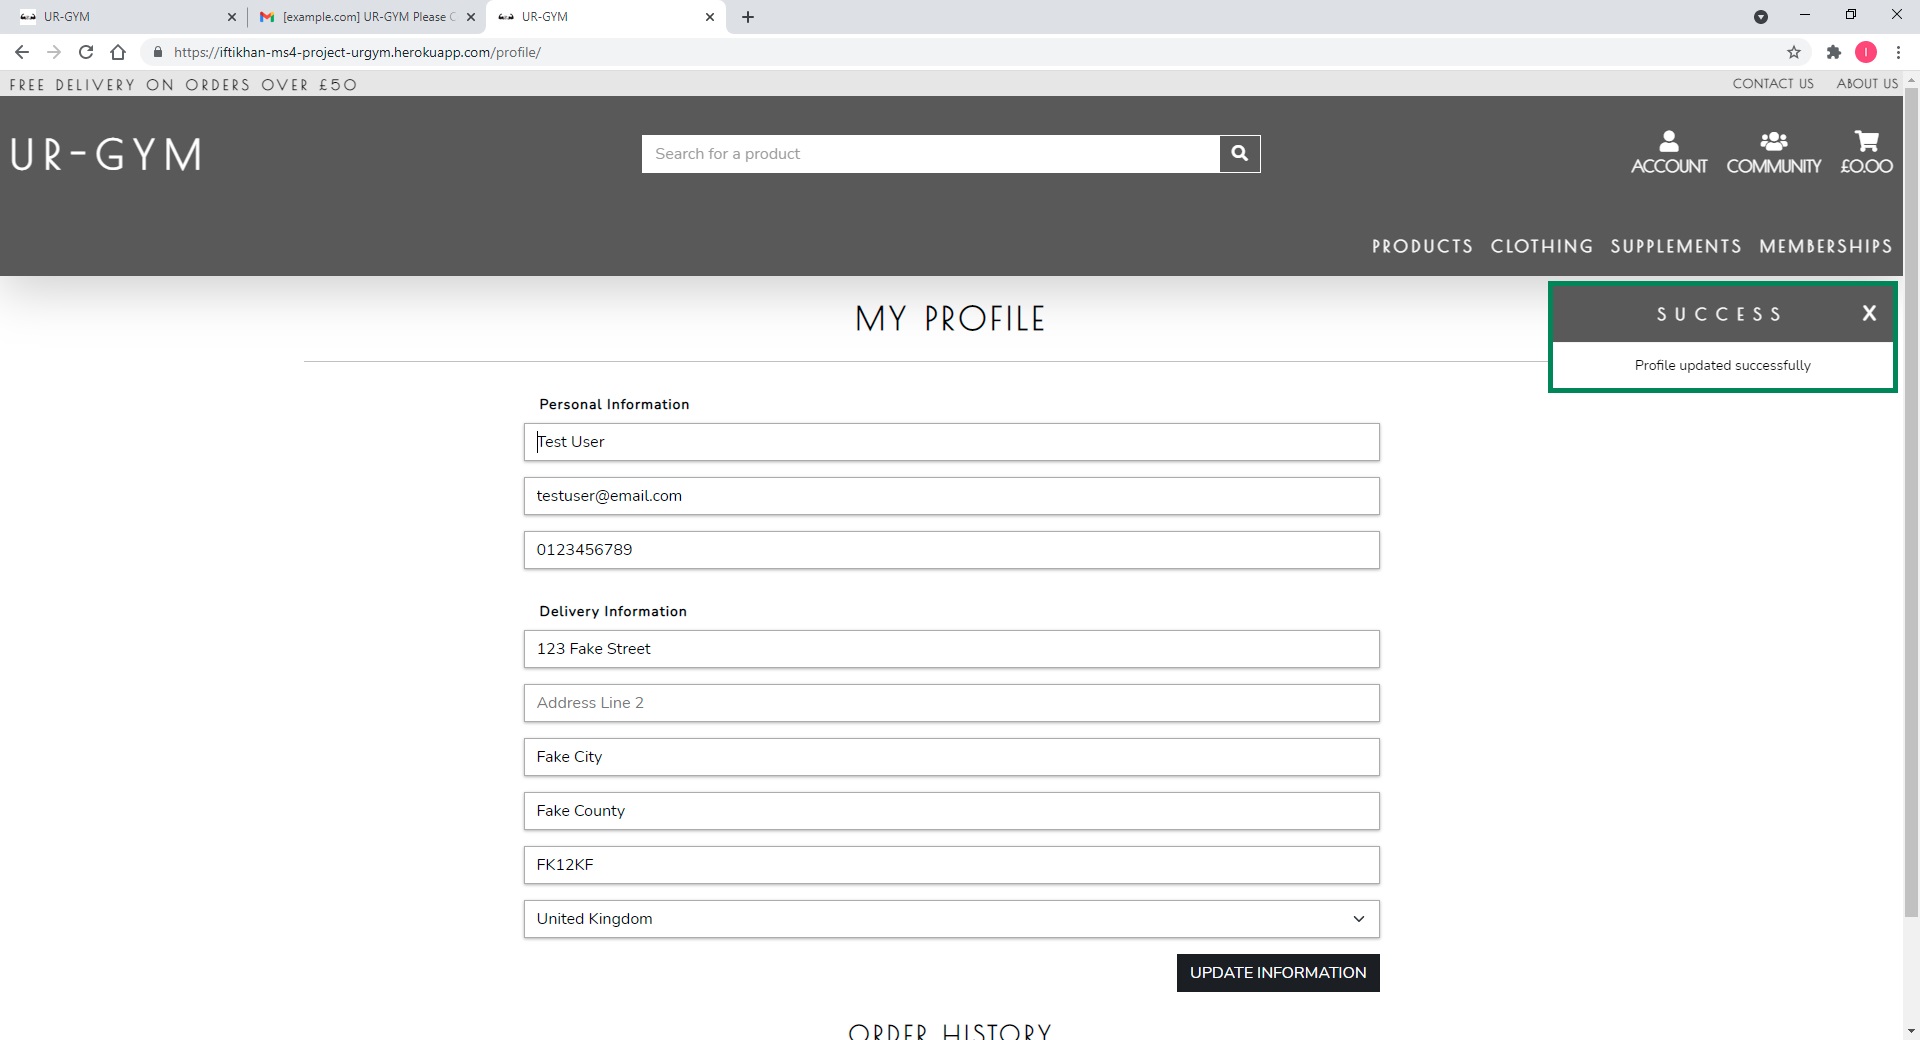 UR-GYM
[example.com] UR-GYM Please C
UR-GYM
https://iftikhan-ms4-project-urgym.herokuapp.com/profile/
I
FREE DELIVERY ON ORDERS OVER £50
CONTACT US
ABOUT US
UR-GYM
Search for a product
ACCOUNT
COMMUNITY
£0.00
PRODUCTS
CLOTHING
SUPPLEMENTS
MEMBERSHIPS
MY PROFILE
SUCCESS
X
Profile updated successfully
Personal Information
Test User
testuser@email.com
0123456789
Delivery Information
123 Fake Street
Address Line 2
Fake City
Fake County
FK12KF
United Kingdom
UPDATE INFORMATION
ORDER HISTORY